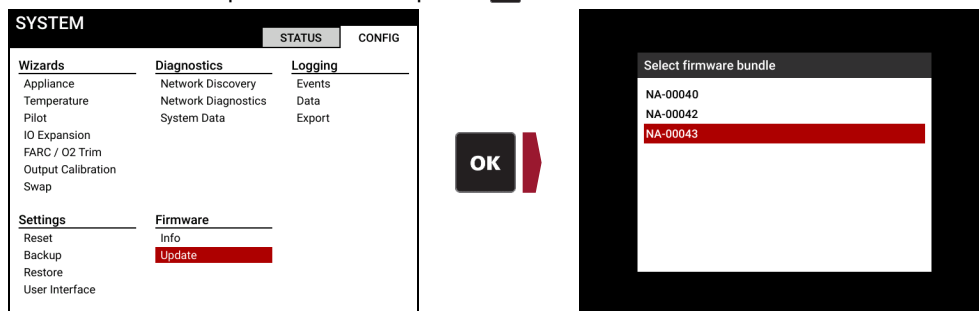 SYSTEM
STATUS CONFIG
Wizards Diagnostics Logging
Appliance Network Discovery Events
Temperature Network Diagnostics Data
Pilot System Data Export
IO Expansion
FARC / O2 Trim
Output Calibration
Swap
Settings Firmware
Reset Info
Backup Update
Restore
User Interface
OK
Select firmware bundle
NA-00040
NA-00042
NA-00043